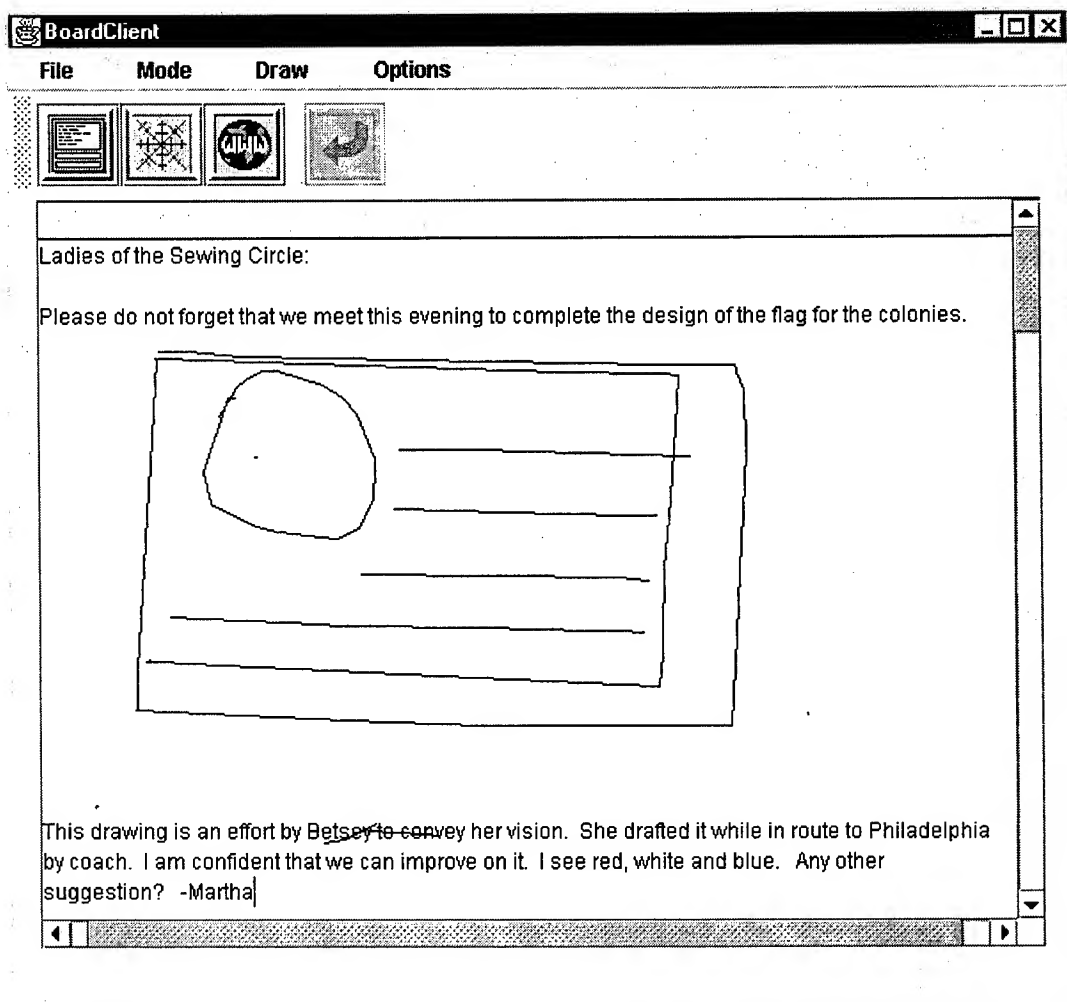 BoardClient
File Mode Draw Options
WWW
Ladies of the Sewing Circle:
Please do not forget that we meet this evening to complete the design of the flag for the colonies.
This drawing is an effort by Betsey to convey her vision. She drafted it while in route to Philadelphia
by coach. I am confident that we can improve on it. I see red, white and blue. Any other
suggestion? -Martha